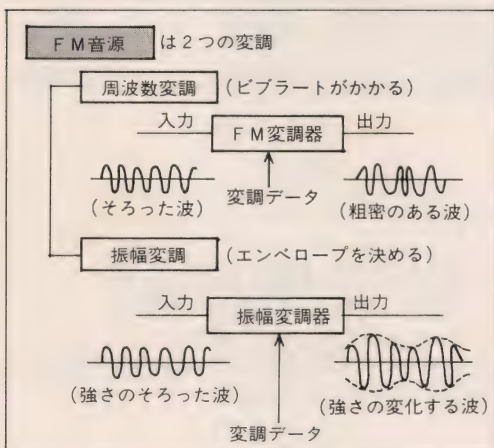 FM音源 は2つの変調
周波数変調 (ビブラートがかかる)
入力 FM変調器 出力
(そろった波) 変調データ (粗密のある波)
振幅変調 (エンベロープを決める)
入力 振幅変調器 出力
(強さのそろった波) (強さの変化する波)
変調データ